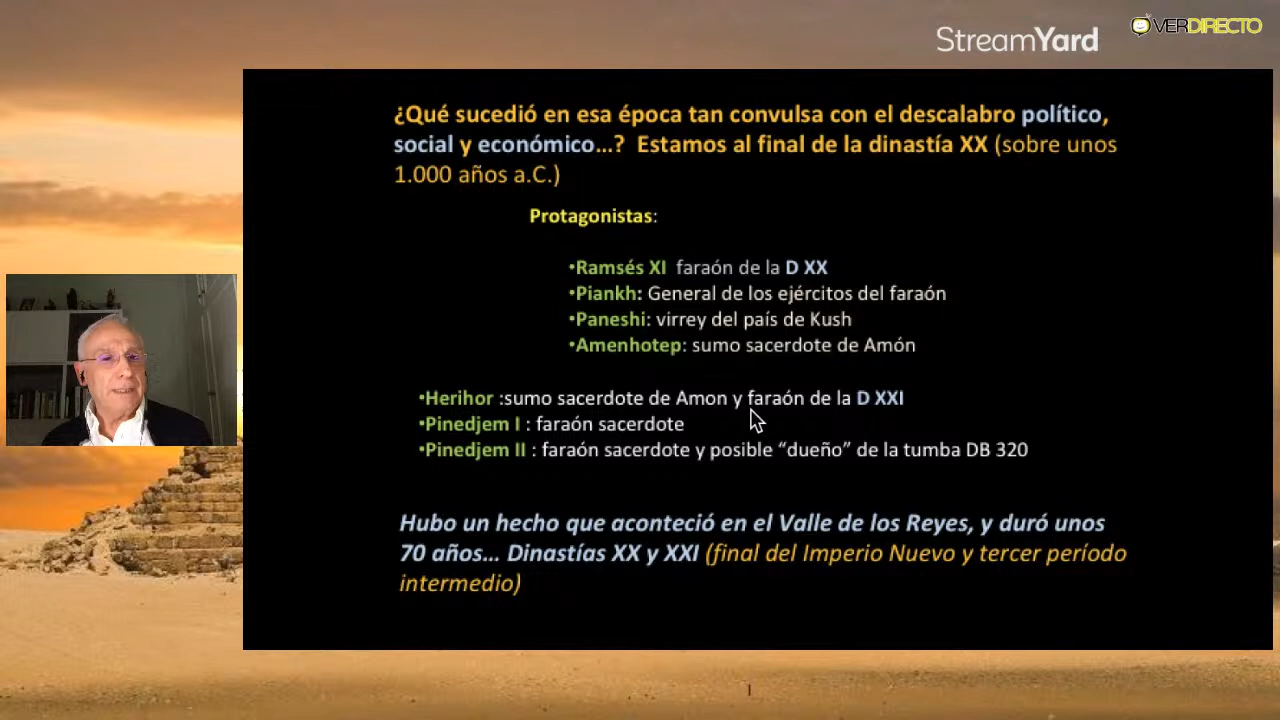 StreamYard
OVERDIRECTO
¿Qué sucedió en esa época tan convulsa con el descalabro político,
social y económico...? Estamos al final de la dinastía XX (sobre unos
1.000 años a.C.)
Protagonistas:
•Ramsés XI faraón de la D XX
•Piankh: General de los ejércitos del faraón
•Paneshi: virrey del país de Kush
•Amenhotep: sumo sacerdote de Amón
•Herihor :sumo sacerdote de Amon y faraón de la D XXI
•Pinedjem I : faraón sacerdote
•Pinedjem II : faraón sacerdote y posible “dueño” de la tumba DB 320
Hubo un hecho que aconteció en el Valle de los Reyes, y duró unos
70 años... Dinastías XX y XXI (final del Imperio Nuevo y tercer período
intermedio)